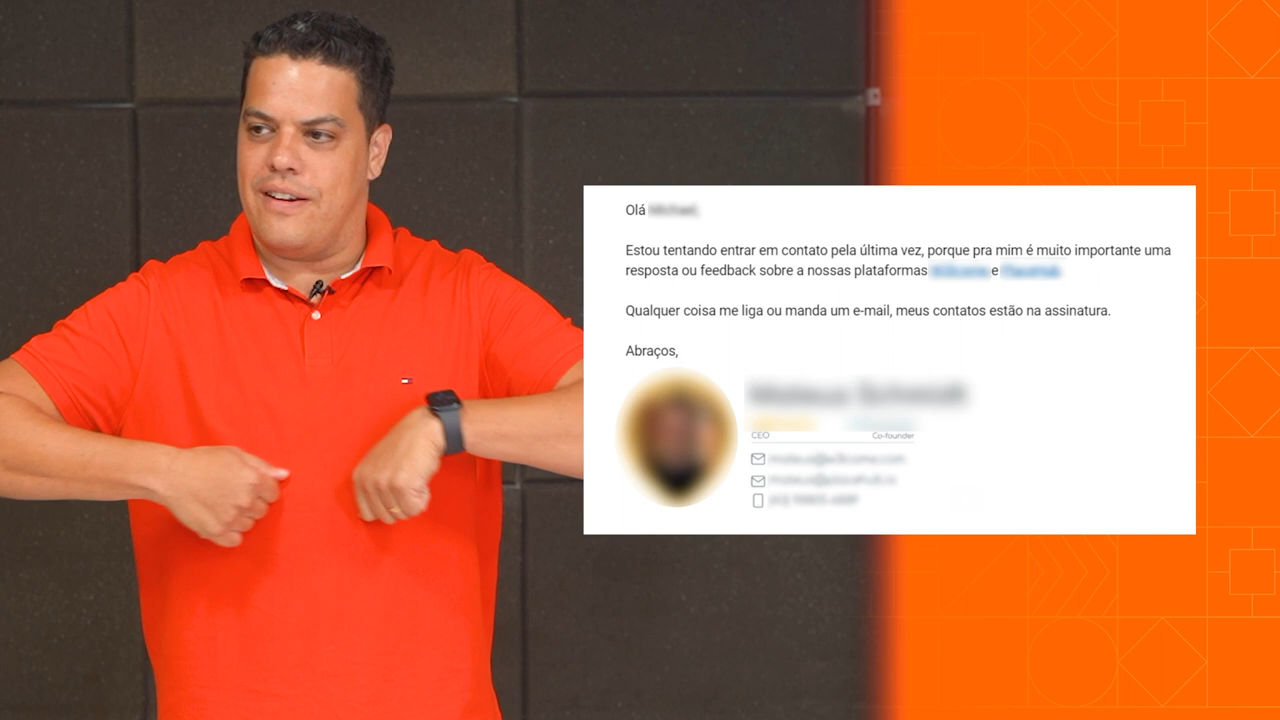 Olá
Estou tentando entrar em contato pela última vez, porque pra mim é muito importante uma
resposta ou feedback sobre a nossas plataformas e
Qualquer coisa me liga ou manda um e-mail, meus contatos estão na assinatura.
Abraços,
CEO Co-founder